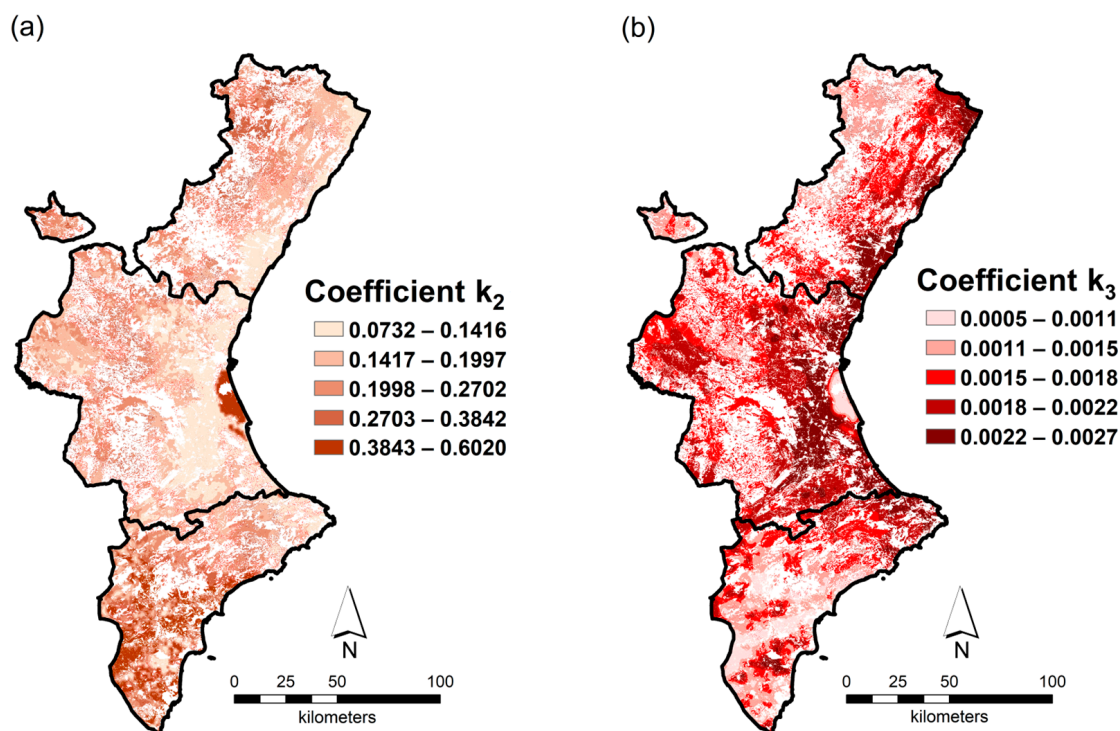 (a)
Coefficient k2
0.0732 – 0.1416
0.1417 – 0.1997
0.1998 – 0.2702
0.2703 – 0.3842
0.3843 – 0.6020
N
0 25 50 100
kilometers
(b)
Coefficient k3
0.0005 – 0.0011
0.0011 – 0.0015
0.0015 – 0.0018
0.0018 – 0.0022
0.0022 – 0.0027
N
0 25 50 100
kilometers